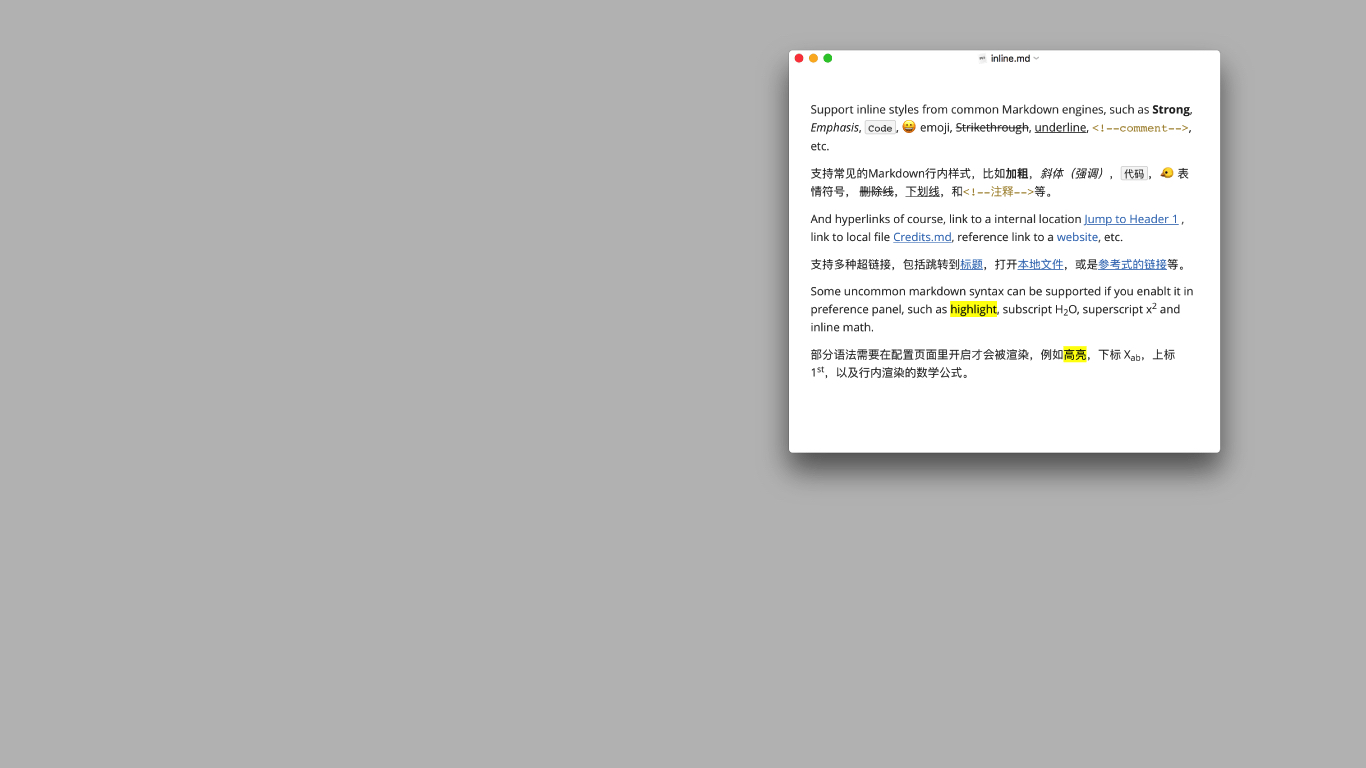 inline.md
Support inline styles from common Markdown engines, such as Strong,
Emphasis, Code, 😄 emoji, Strikethrough, underline, <!--comment-->,
etc.
支持常见的Markdown行内样式，比如加粗，斜体（强调），代码，🐤 表
情符号， 删除线，下划线，和<!--注释-->等。
And hyperlinks of course, link to a internal location Jump to Header 1 ,
link to local file Credits.md, reference link to a website, etc.
支持多种超链接，包括跳转到标题，打开本地文件，或是参考式的链接等。
Some uncommon markdown syntax can be supported if you enablt it in
preference panel, such as highlight, subscript H₂O, superscript x² and
inline math.
部分语法需要在配置页面里开启才会被渲染，例如高亮，下标 Xab，上标
1st，以及行内渲染的数学公式。